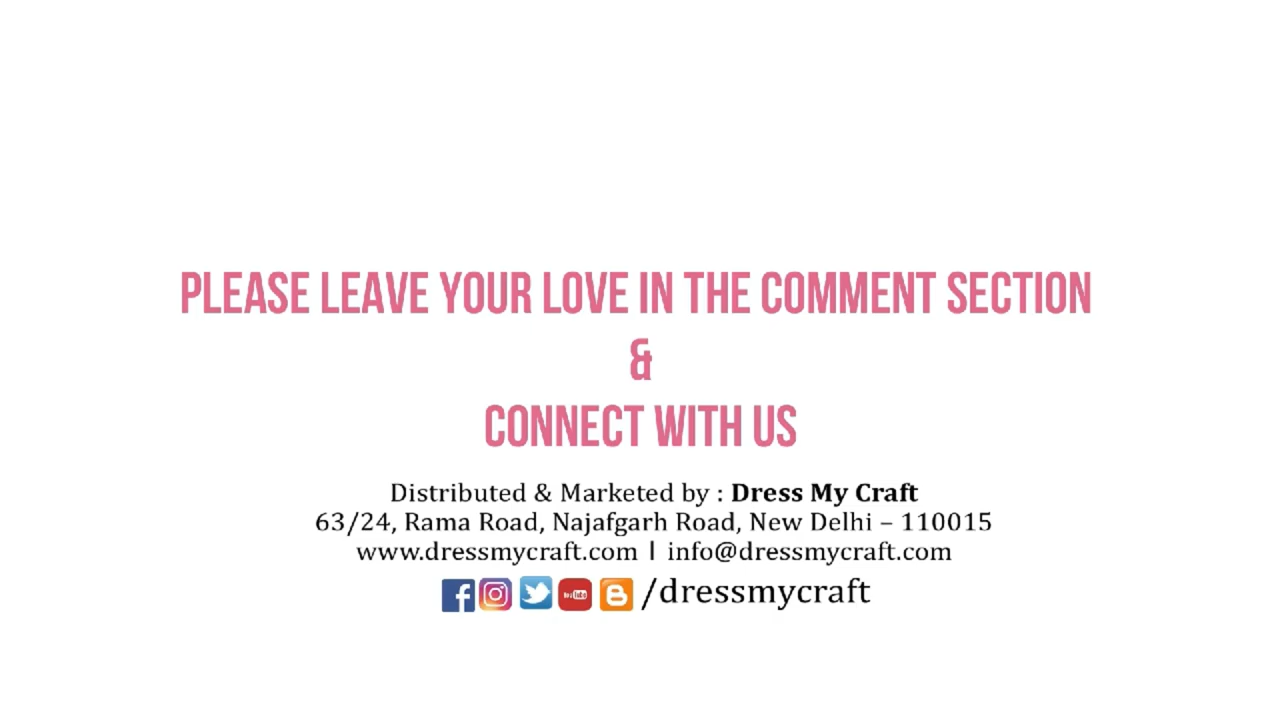 PLEASE LEAVE YOUR LOVE IN THE COMMENT SECTION
&
CONNECT WITH US
Distributed & Marketed by : Dress My Craft
63/24, Rama Road, Najafgarh Road, New Delhi – 110015
www.dressmycraft.com | info@dressmycraft.com
/dressmycraft